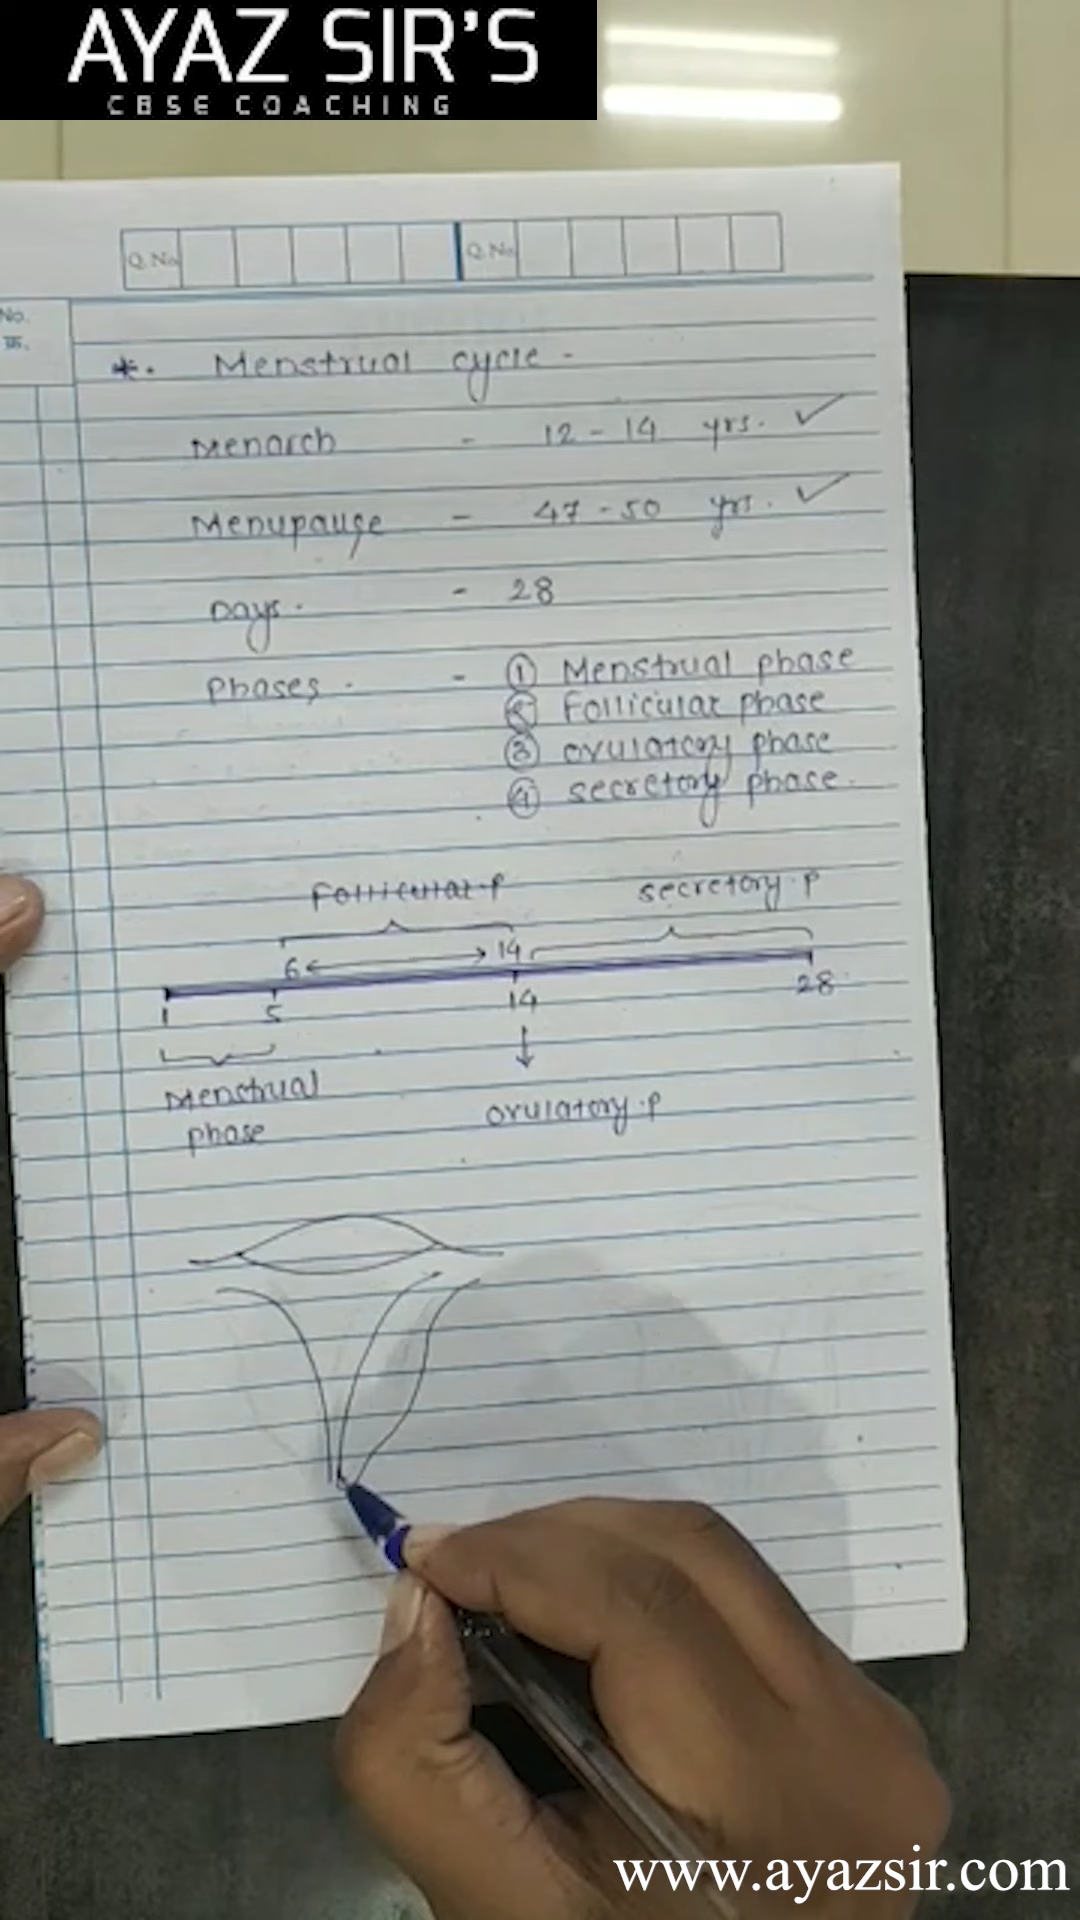 AYAZ SIR'S
CBSE COACHING
Q.No Q.No
No.
क्र.
*. Menstrual cycle -
Menarch - 12 - 14 yrs. ✓
Menupause - 47 - 50 yrs. ✓
Days. - 28
Phases. - ① Menstrual phase
② Follicular phase
③ ovulatory phase
④ secretory phase.
Follicular.p secretory.p
6 14
1 5 14 28
Menstrual
phase
ovulatory.p
www.ayazsir.com